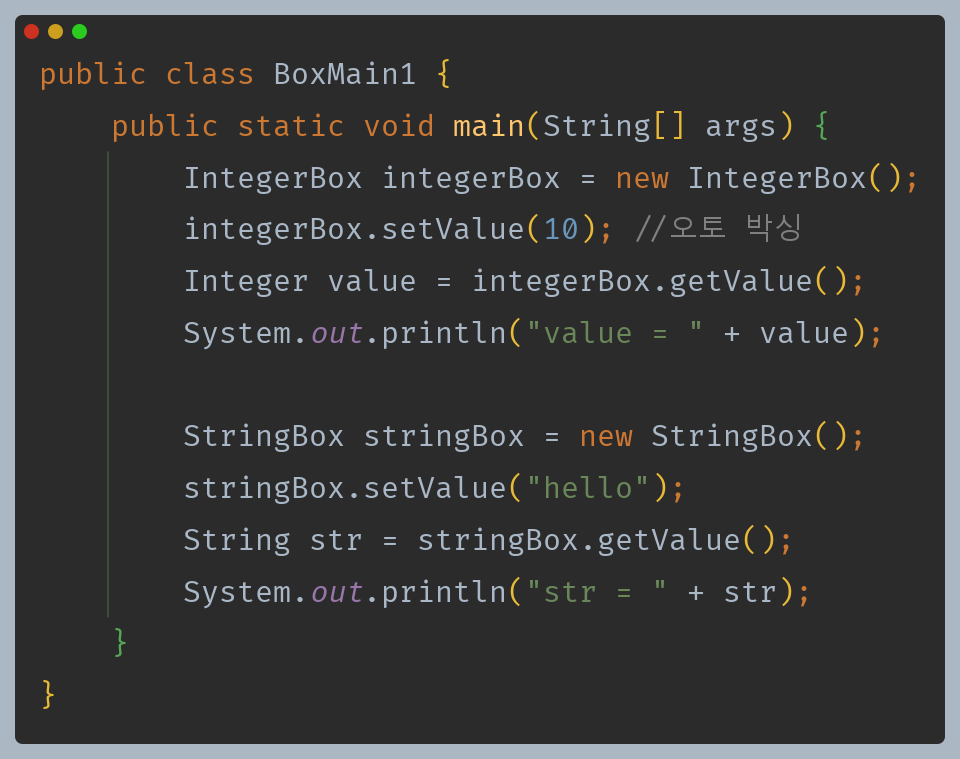 public class BoxMain1 {
    public static void main(String[] args) {
        IntegerBox integerBox = new IntegerBox();
        integerBox.setValue(10); //오토 박싱
        Integer value = integerBox.getValue();
        System.out.println("value = " + value);

        StringBox stringBox = new StringBox();
        stringBox.setValue("hello");
        String str = stringBox.getValue();
        System.out.println("str = " + str);
    }
}